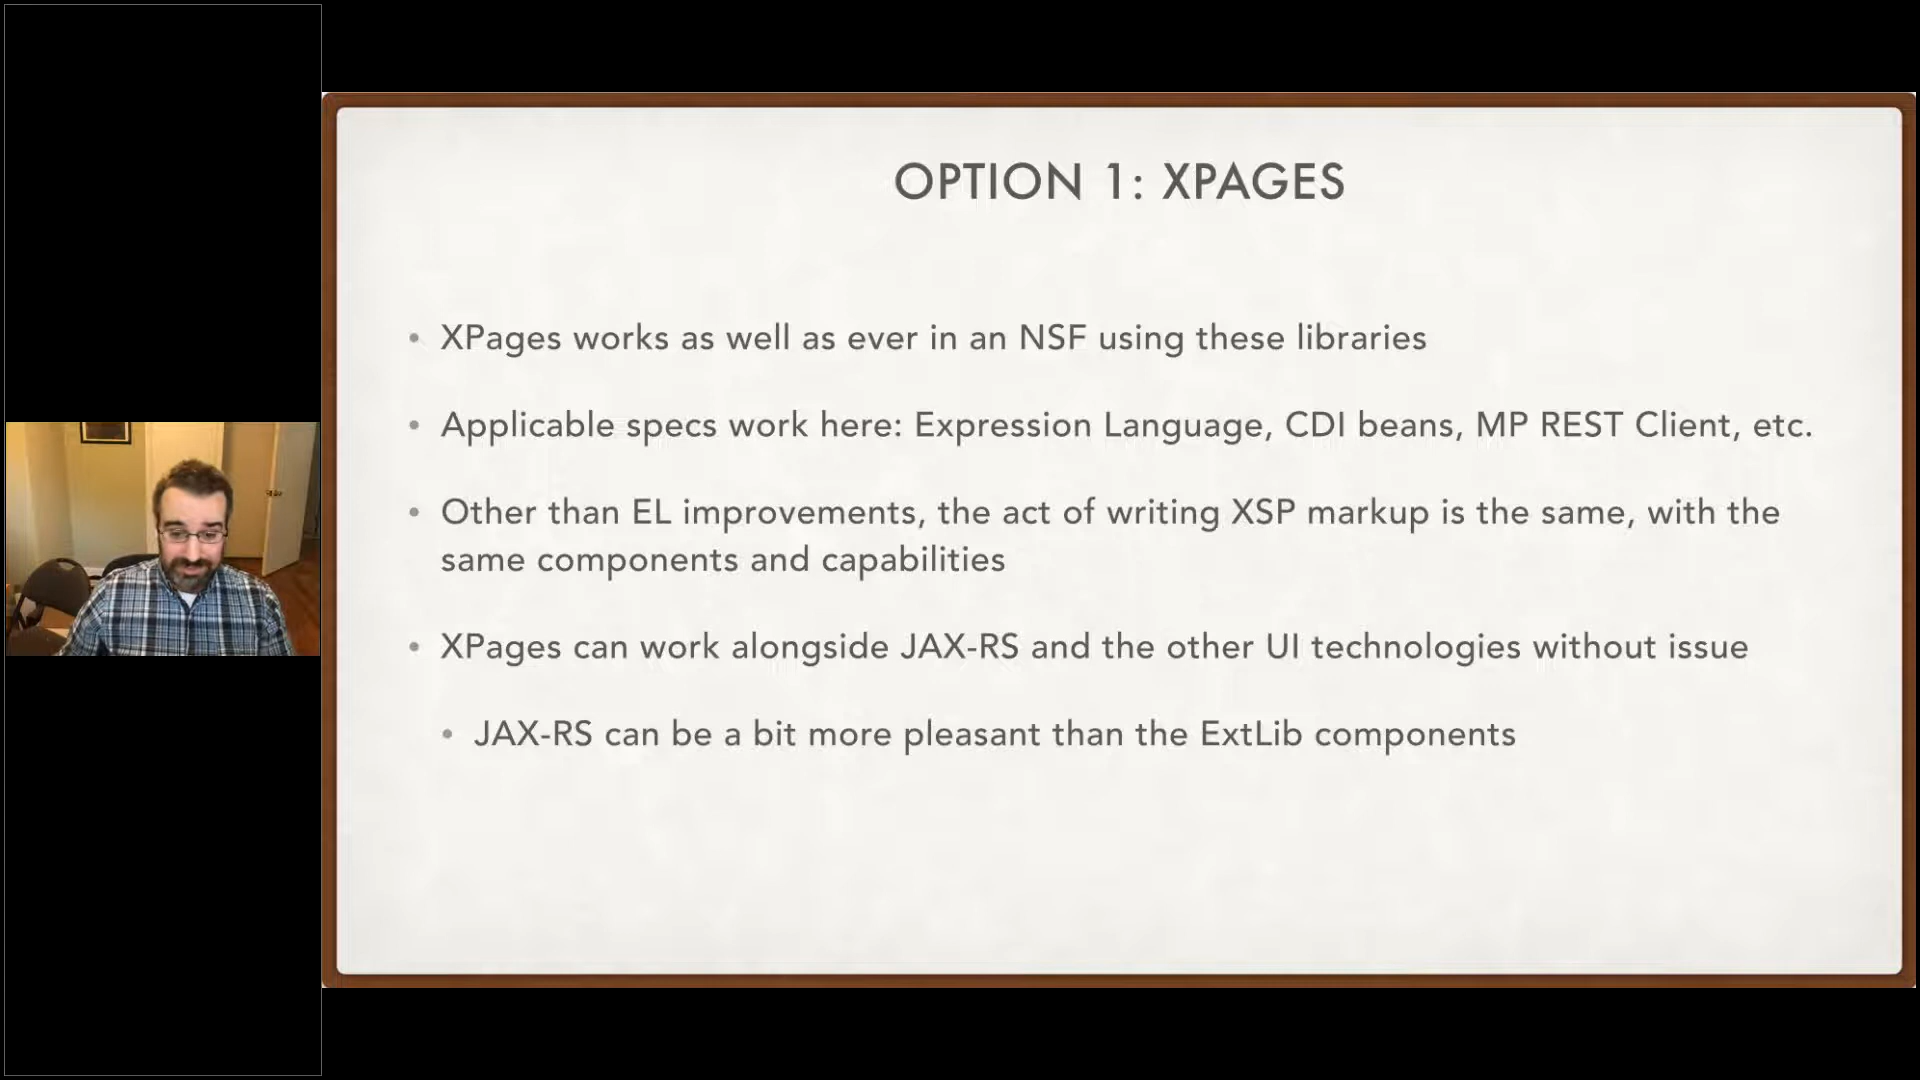 OPTION 1: XPAGES
• XPages works as well as ever in an NSF using these libraries
• Applicable specs work here: Expression Language, CDI beans, MP REST Client, etc.
• Other than EL improvements, the act of writing XSP markup is the same, with the
same components and capabilities
• XPages can work alongside JAX-RS and the other UI technologies without issue
• JAX-RS can be a bit more pleasant than the ExtLib components